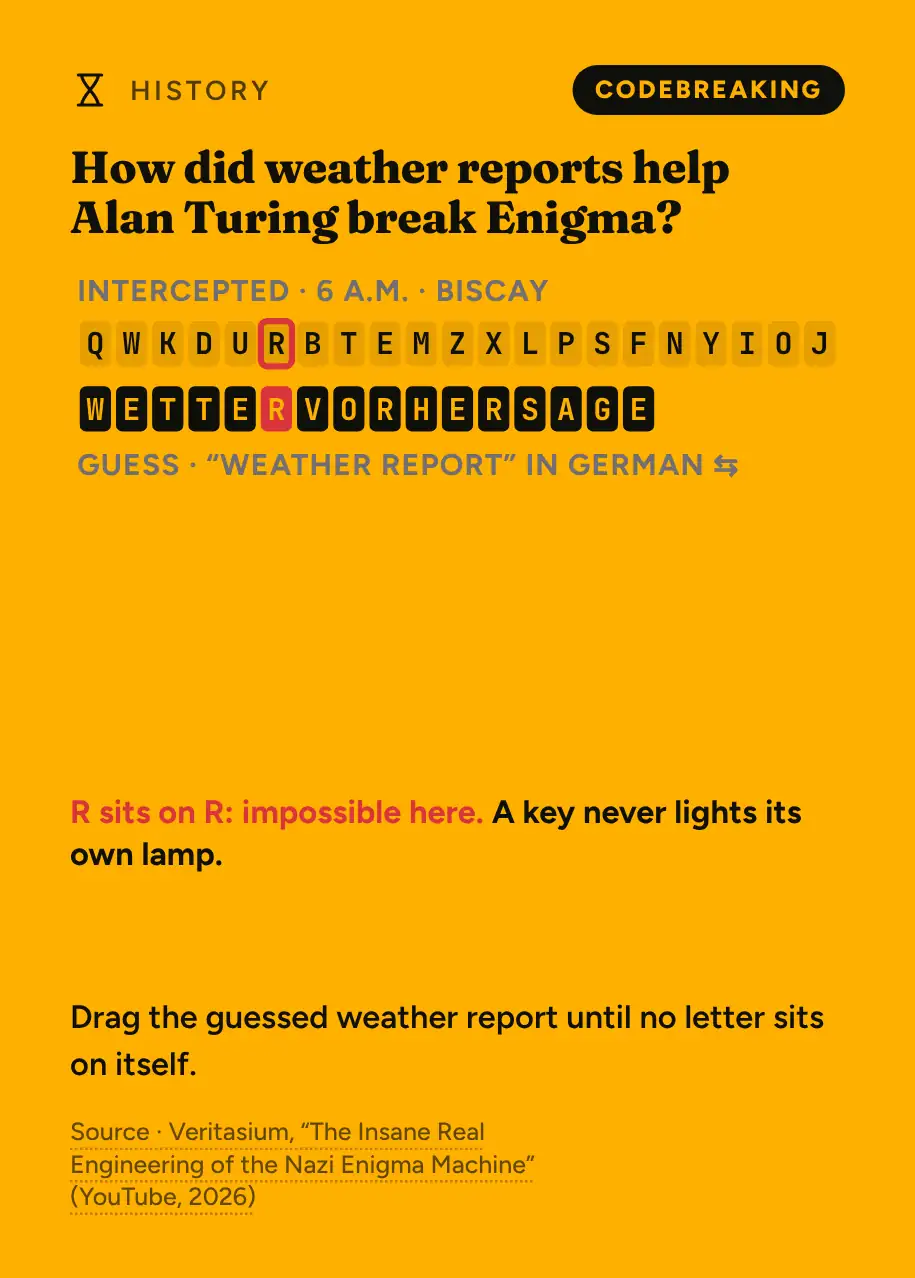 HISTORY
CODEBREAKING
How did weather reports help
Alan Turing break Enigma?
INTERCEPTED · 6 A.M. · BISCAY
Q W K D U R B T E M Z X L P S F N Y I O J
W E T T E R V O R H E R S A G E
GUESS · “WEATHER REPORT” IN GERMAN ⇆
R sits on R: impossible here. A key never lights its
own lamp.
Drag the guessed weather report until no letter sits
on itself.
Source · Veritasium, “The Insane Real
Engineering of the Nazi Enigma Machine”
(YouTube, 2026)